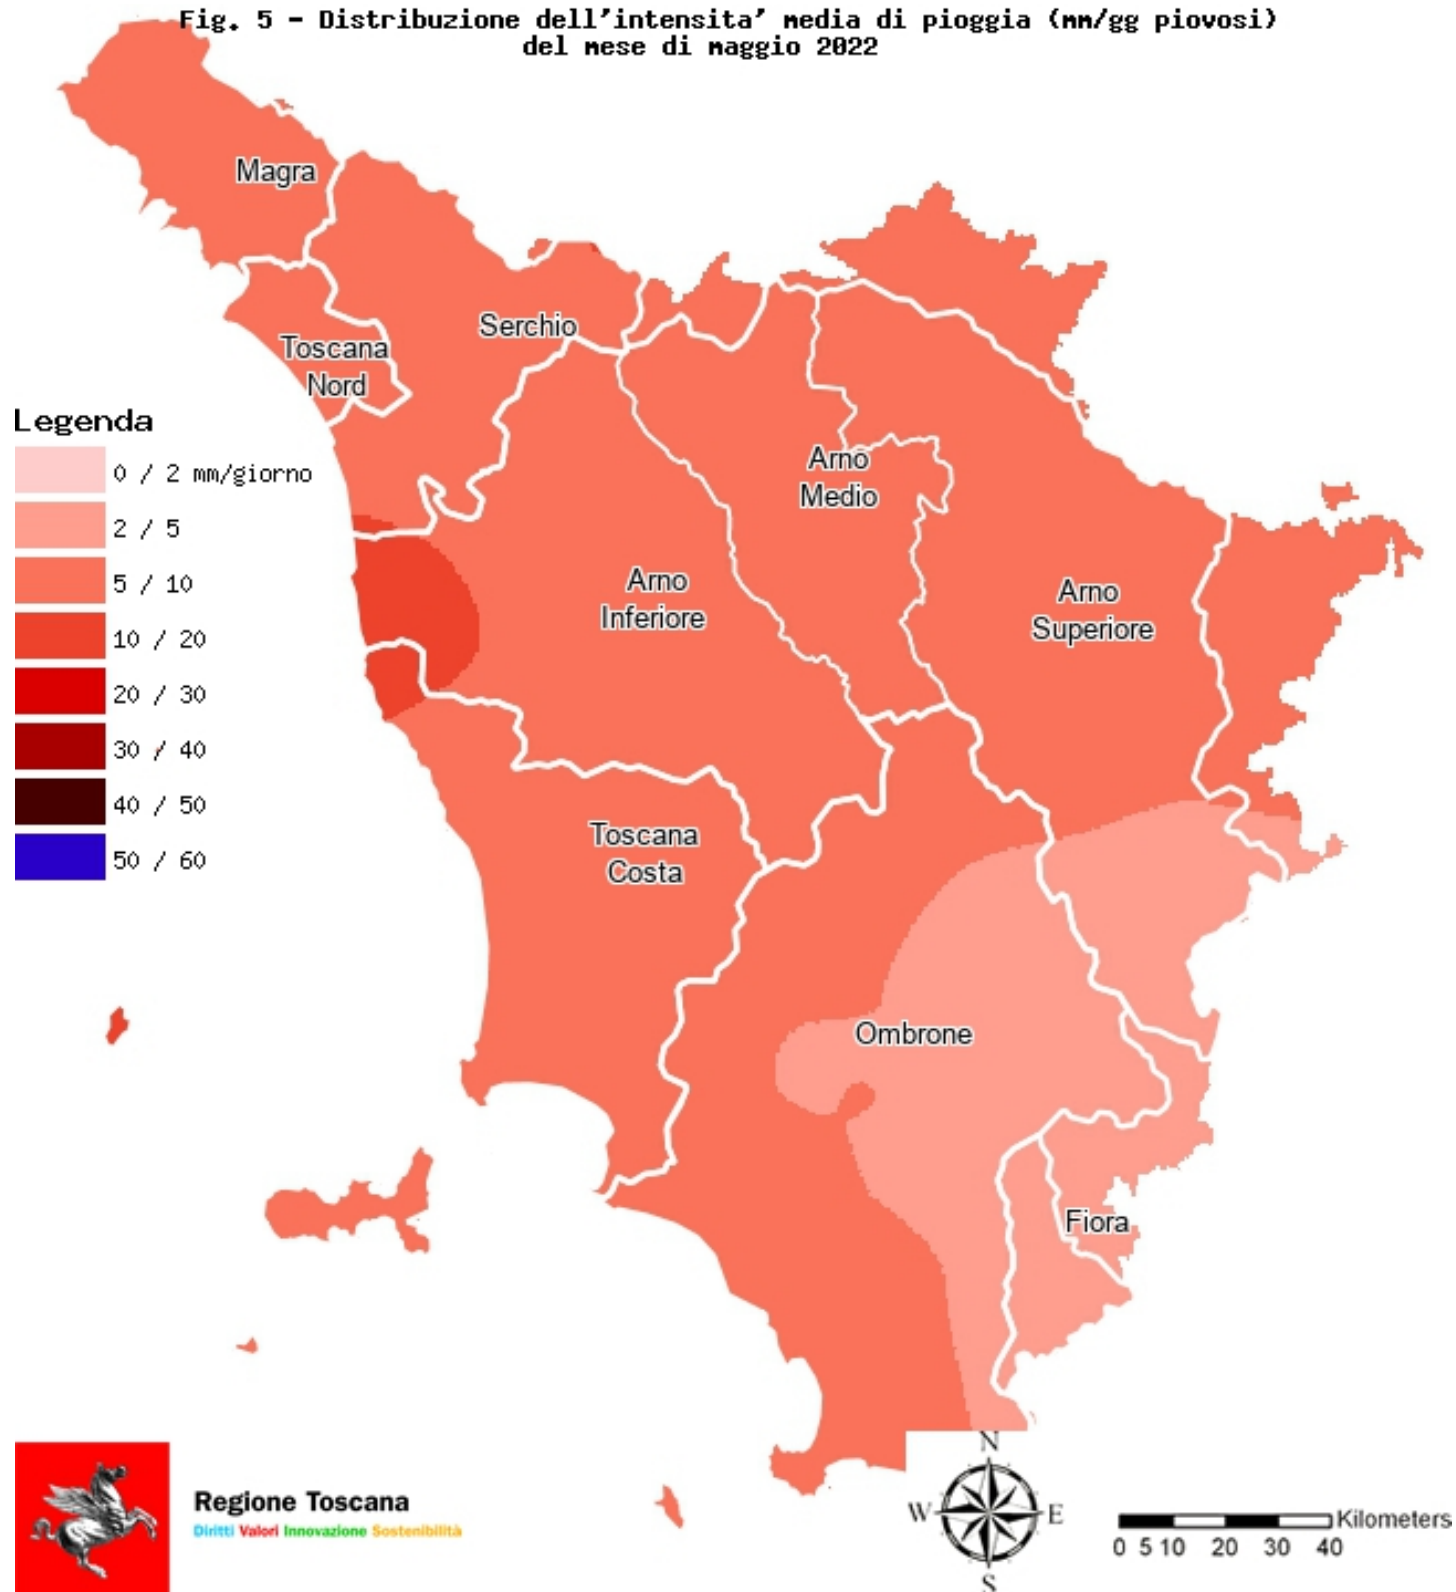 Fig. 5 - Distribuzione dell'intensita' media di pioggia (mm/gg piovosi)
del mese di maggio 2022
Magra
Serchio
Toscana
Nord
Legenda
0 / 2 mm/giorno
2 / 5
5 / 10
10 / 20
20 / 30
30 / 40
40 / 50
50 / 60
Arno
Medio
Arno
Inferiore
Arno
Superiore
Toscana
Costa
Ombrone
Fiora
Regione Toscana
Diritti Valori Innovazione Sostenibilità
N
W E
S
Kilometers
0 5 10 20 30 40